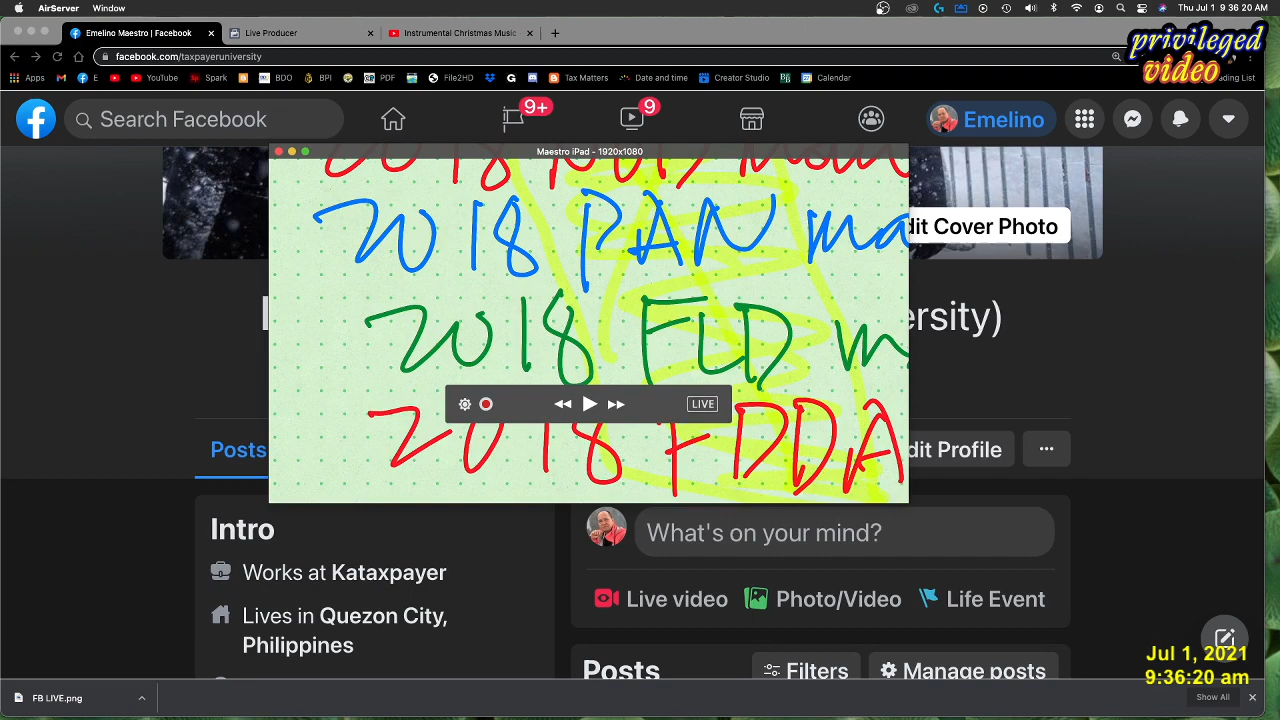 AirServer Window Thu Jul 1 9:36:20 AM
Emelino Maestro | Facebook Live Producer Instrumental Christmas Music
privileged video
facebook.com/taxpayeruniversity
Apps E YouTube Spark BDO BPI PDF File2HD Tax Matters Date and time Creator Studio Calendar ding List
Search Facebook 9+ 9 Emelino
Maestro iPad - 1920x1080
2018
2018 PAN ma
dit Cover Photo
2018 FLD m
ersity)
LIVE
2018 FDDA
Posts
dit Profile
Intro
What's on your mind?
Works at Kataxpayer
Live video Photo/Video Life Event
Lives in Quezon City,
Philippines
Posts Filters Manage posts
Jul 1, 2021
9:36:20 am
FB LIVE.png Show All